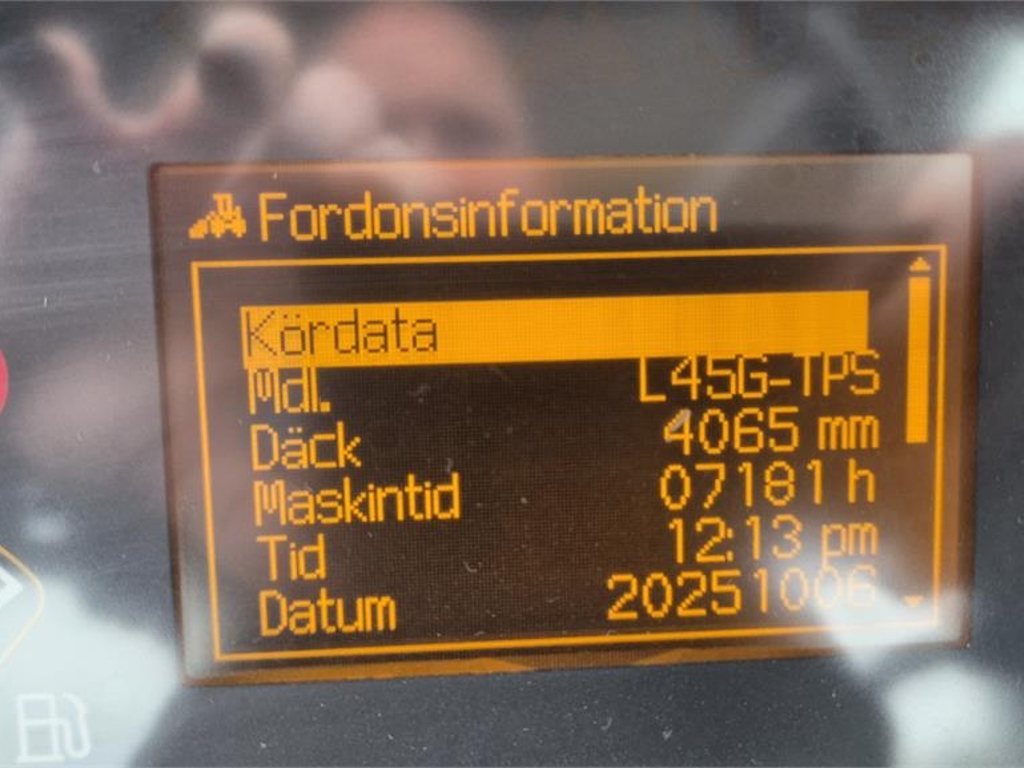 Fordonsinformation
Kördata
Mdl. L45G-TPS
Däck 4065 mm
Maskintid 07181 h
Tid 12:13 pm
Datum 20251006